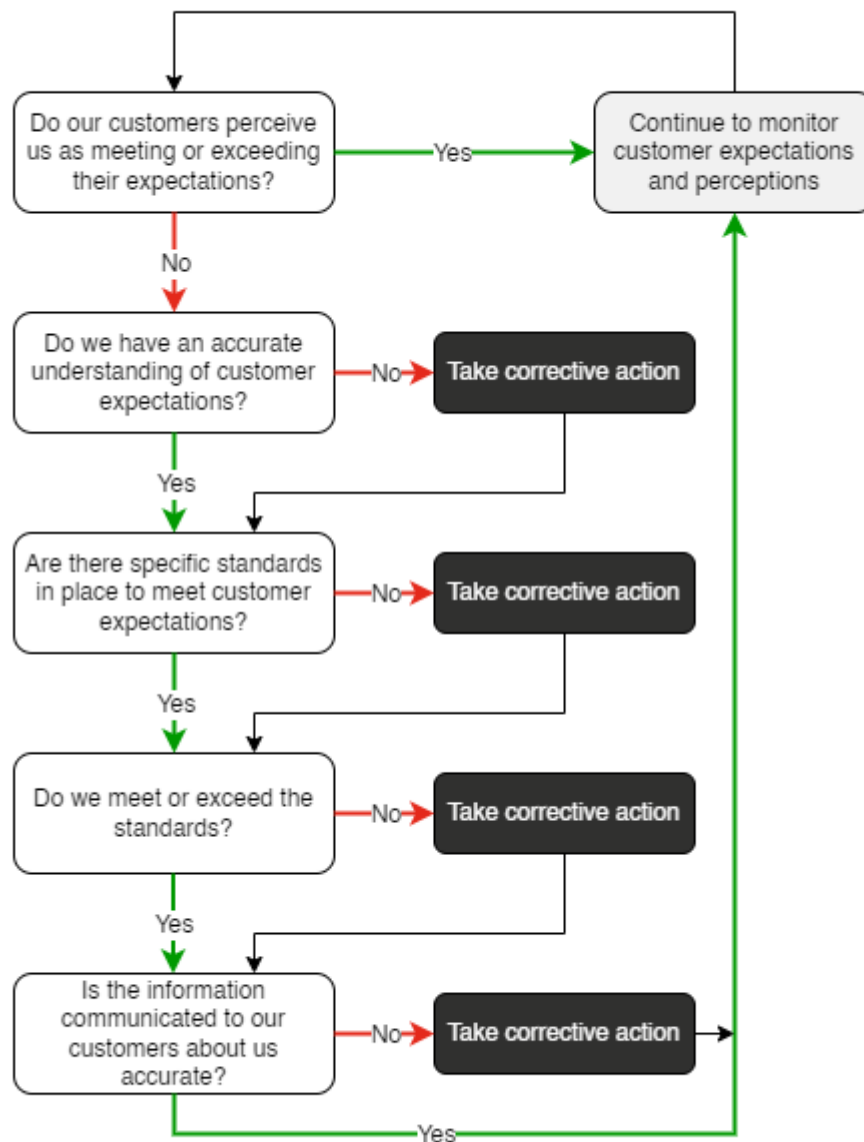 Do our customers perceive
us as meeting or exceeding
their expectations?
Yes
Continue to monitor
customer expectations
and perceptions
No
Do we have an accurate
understanding of customer
expectations?
No
Take corrective action
Yes
Are there specific standards
in place to meet customer
expectations?
No
Take corrective action
Yes
Do we meet or exceed the
standards?
No
Take corrective action
Yes
Is the information
communicated to our
customers about us
accurate?
No
Take corrective action
Yes